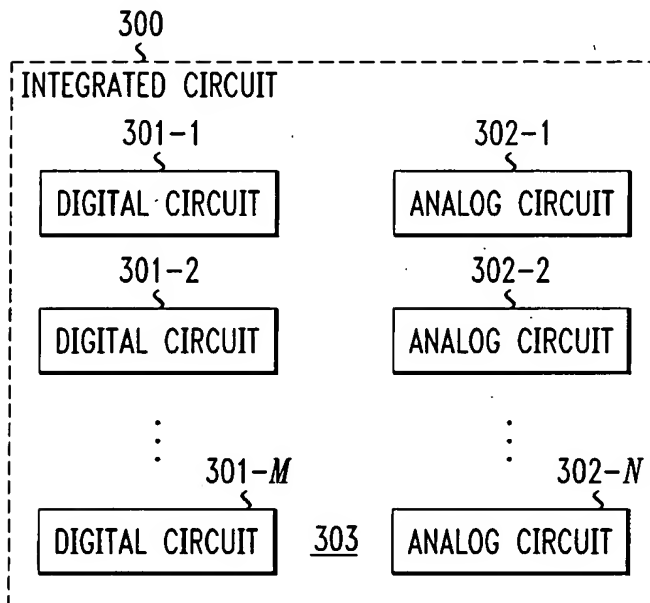 300
INTEGRATED CIRCUIT
301-1 302-1
DIGITAL CIRCUIT ANALOG CIRCUIT
301-2 302-2
DIGITAL CIRCUIT ANALOG CIRCUIT
301-M 302-N
DIGITAL CIRCUIT 303 ANALOG CIRCUIT